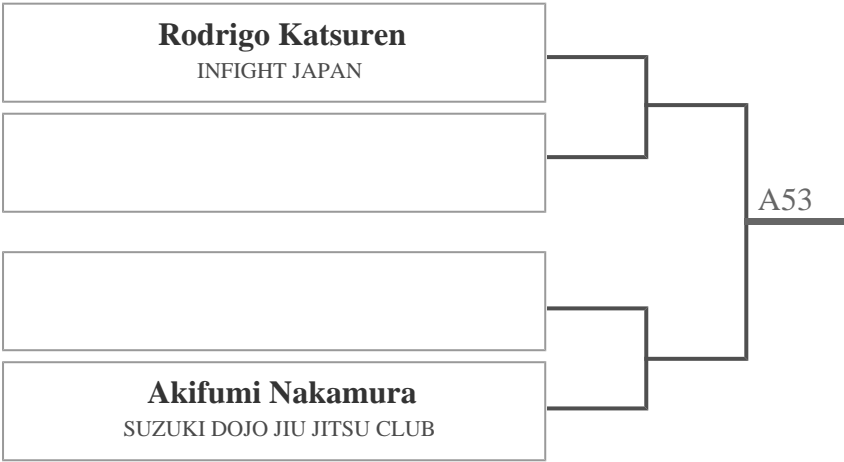 Rodrigo Katsuren
INFIGHT JAPAN
A53
Akifumi Nakamura
SUZUKI DOJO JIU JITSU CLUB